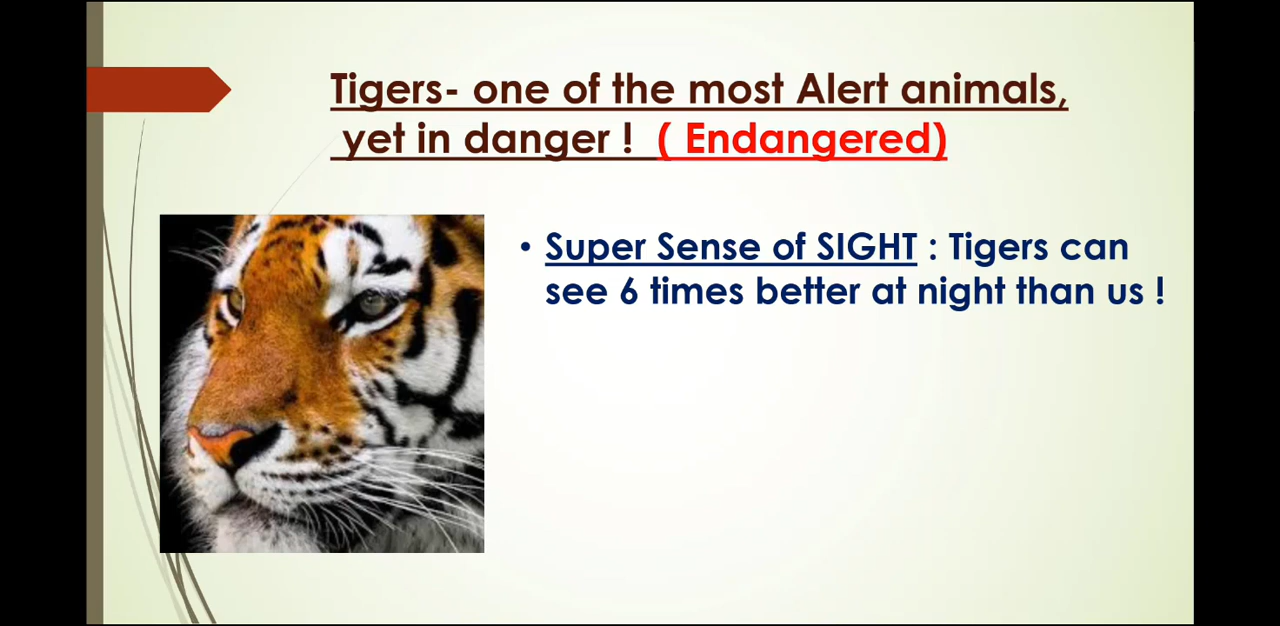 Tigers- one of the most Alert animals,
yet in danger ! ( Endangered)
• Super Sense of SIGHT : Tigers can
see 6 times better at night than us !